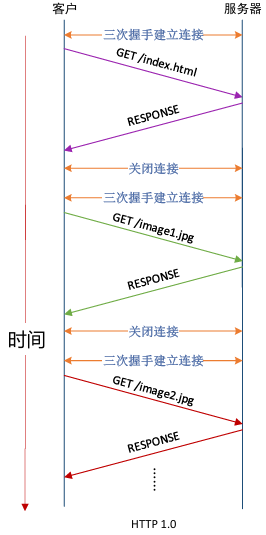 客户
服务器
三次握手建立连接
GET /index.html
RESPONSE
关闭连接
三次握手建立连接
GET /image1.jpg
RESPONSE
关闭连接
时间
三次握手建立连接
GET /image2.jpg
RESPONSE
......
HTTP 1.0